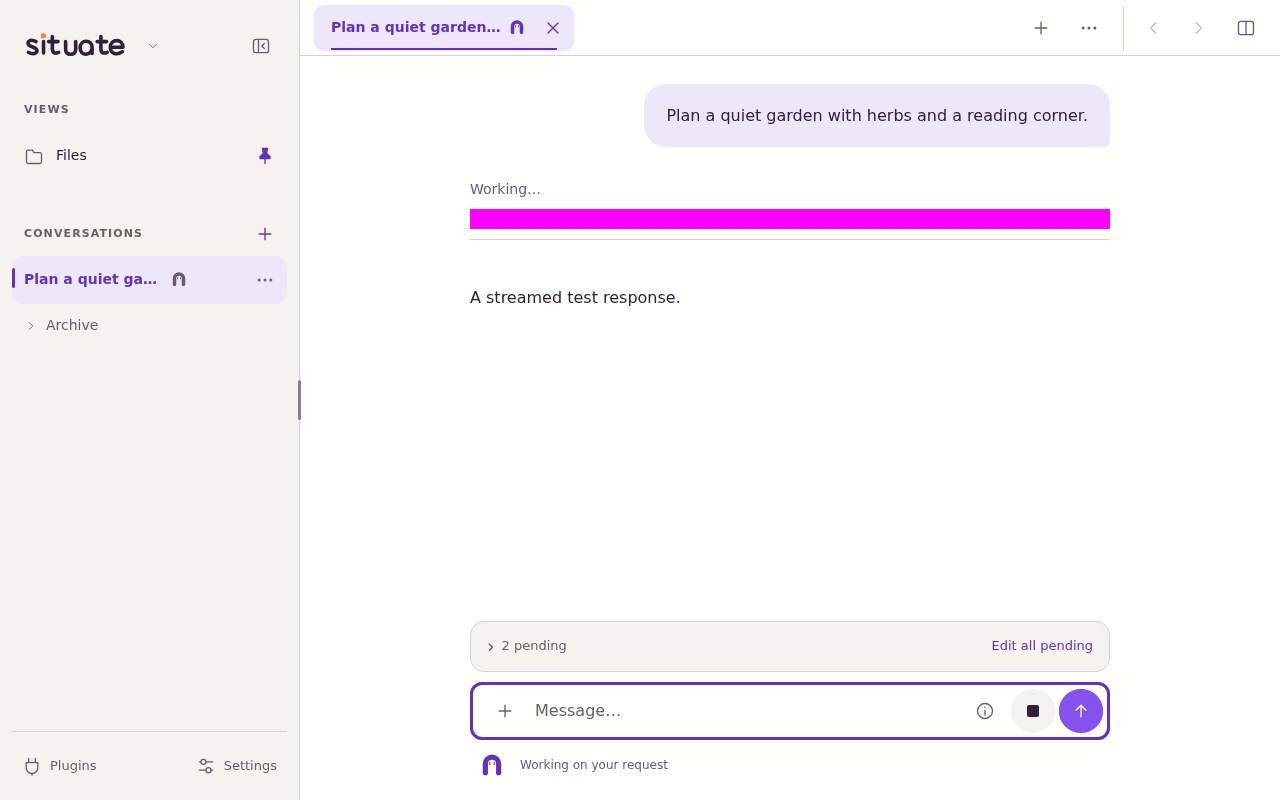 situate
VIEWS
Files
CONVERSATIONS
Plan a quiet ga...
Archive
Plugins
Settings
Plan a quiet garden...
Plan a quiet garden with herbs and a reading corner.
Working...
A streamed test response.
2 pending
Edit all pending
Message...
Working on your request